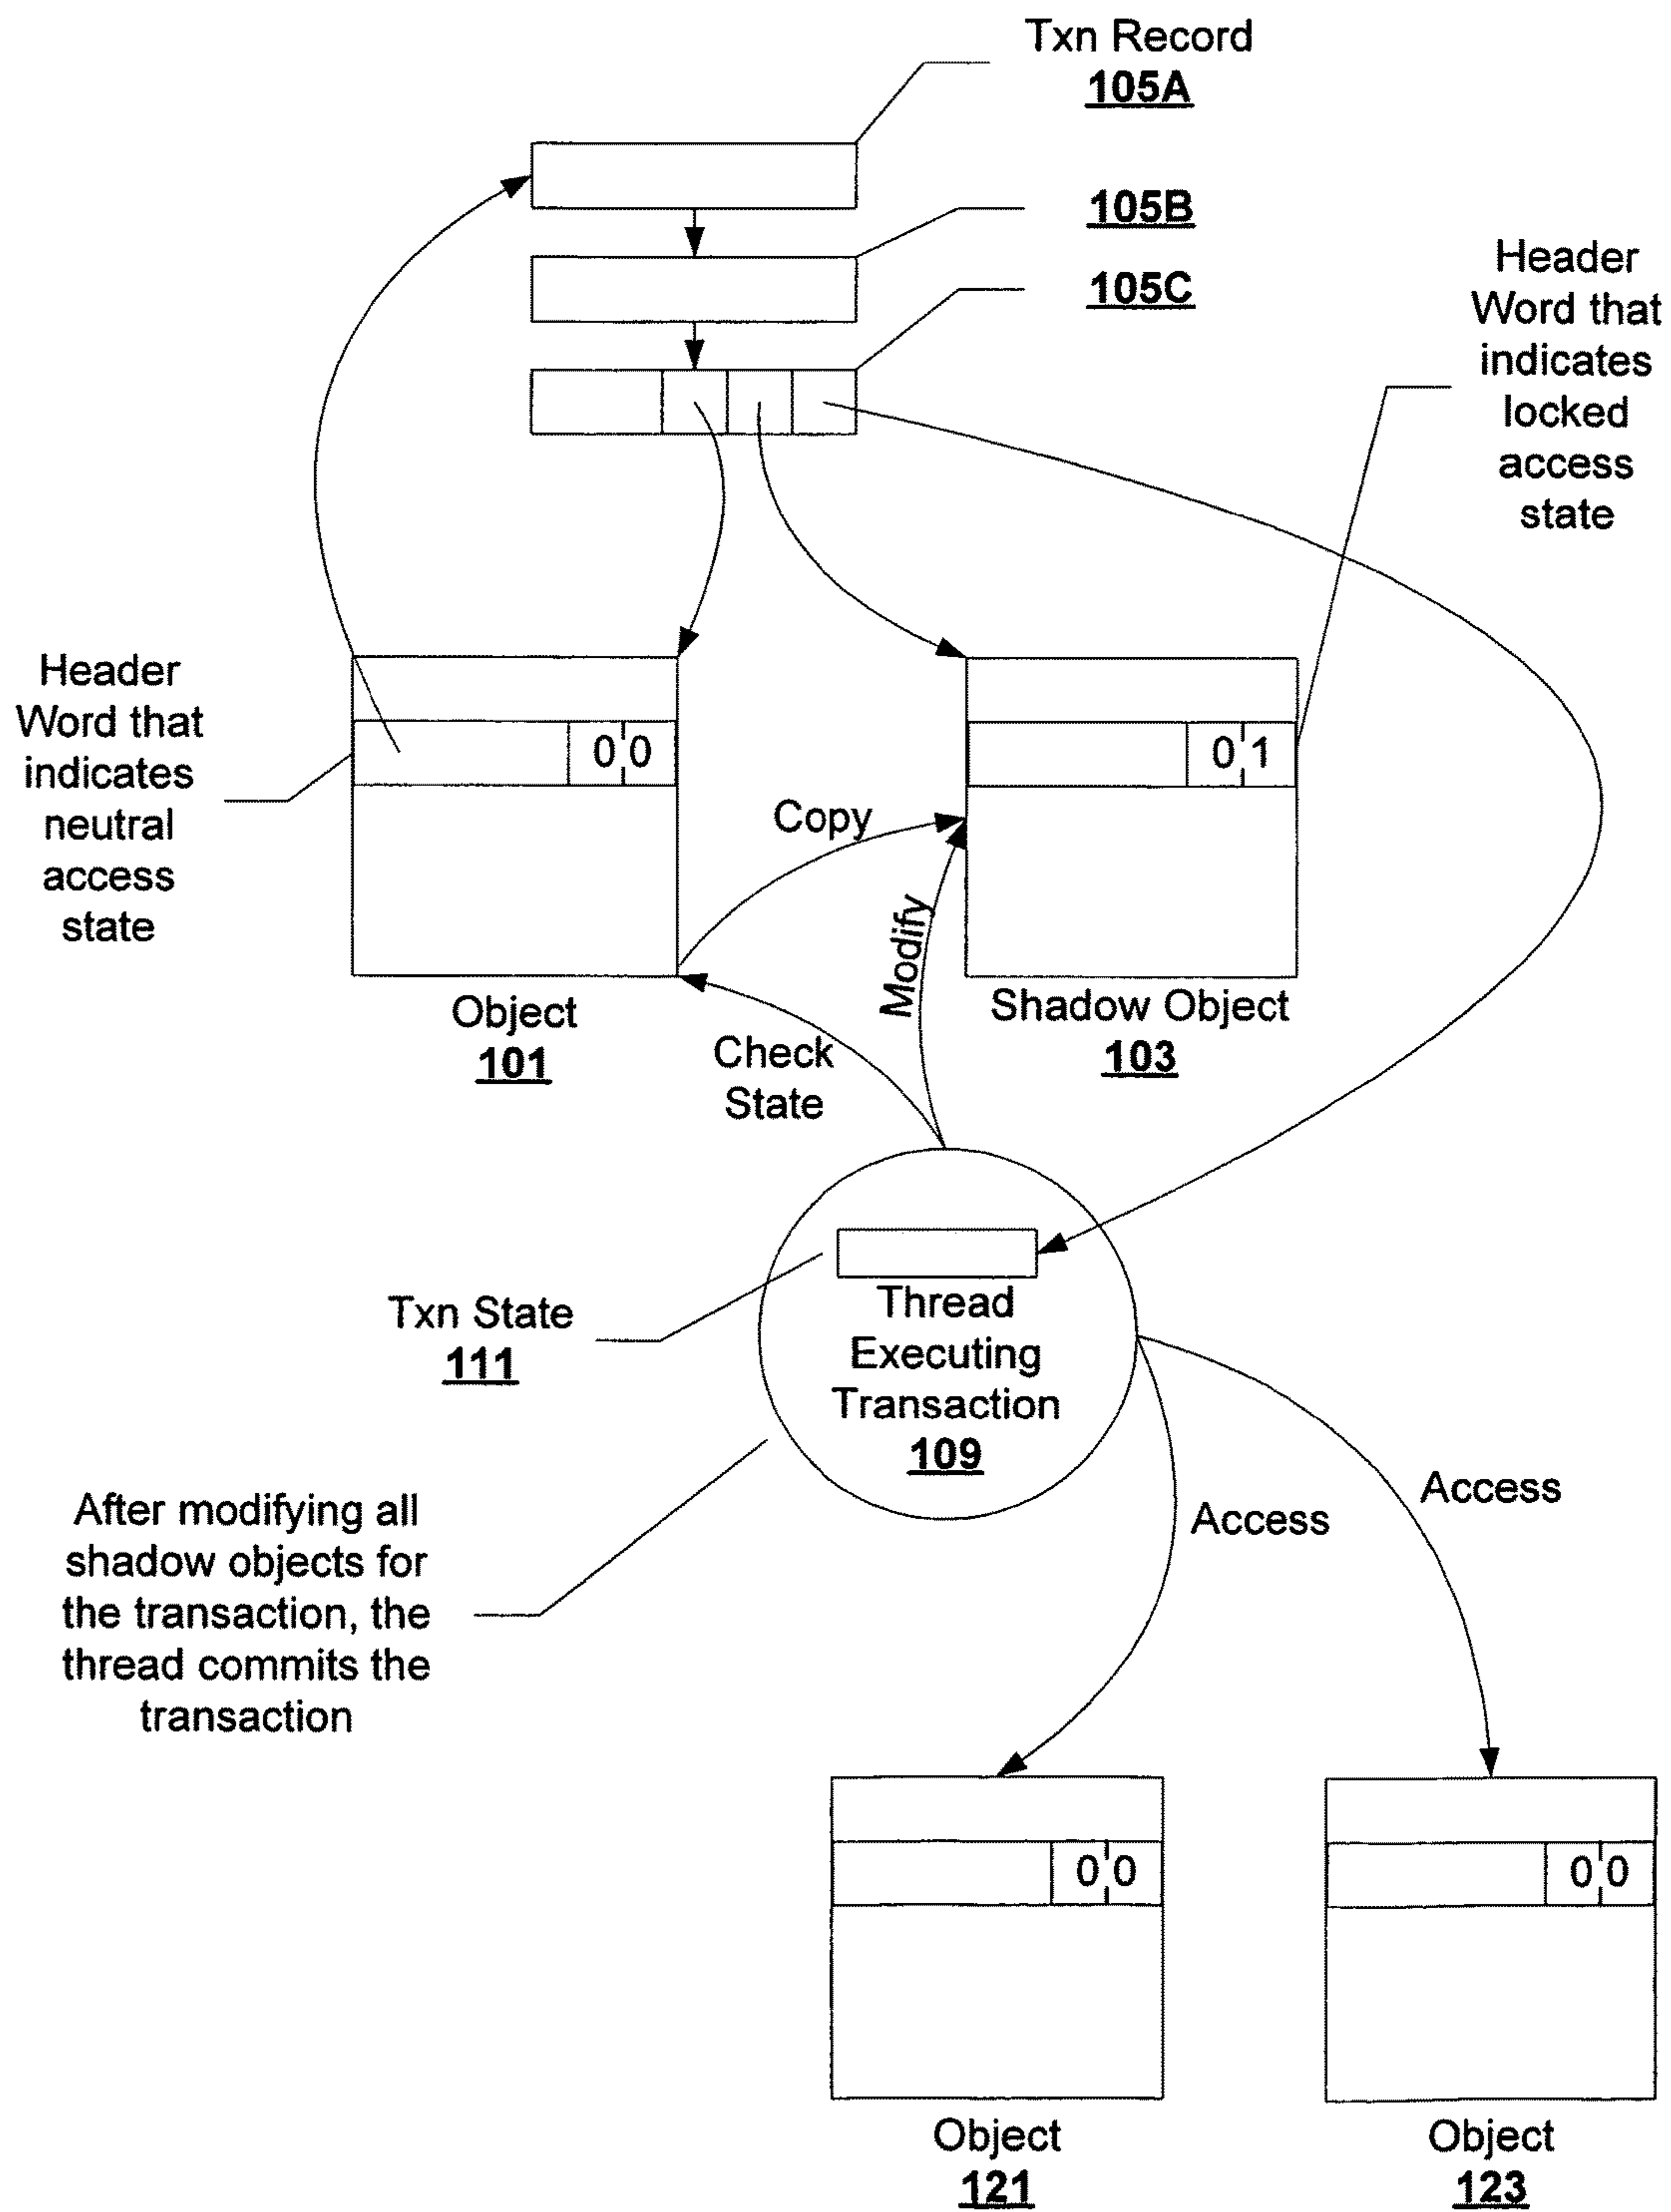 Txn Record
105A
105B
105C
Header
Word that
indicates
locked
access
state
Header
Word that
indicates
neutral
access
state
0 0
0 1
Copy
Modify
Object
101
Shadow Object
103
Check
State
Txn State
111
Thread
Executing
Transaction
109
Access
Access
After modifying all
shadow objects for
the transaction, the
thread commits the
transaction
0 0
0 0
Object
121
Object
123